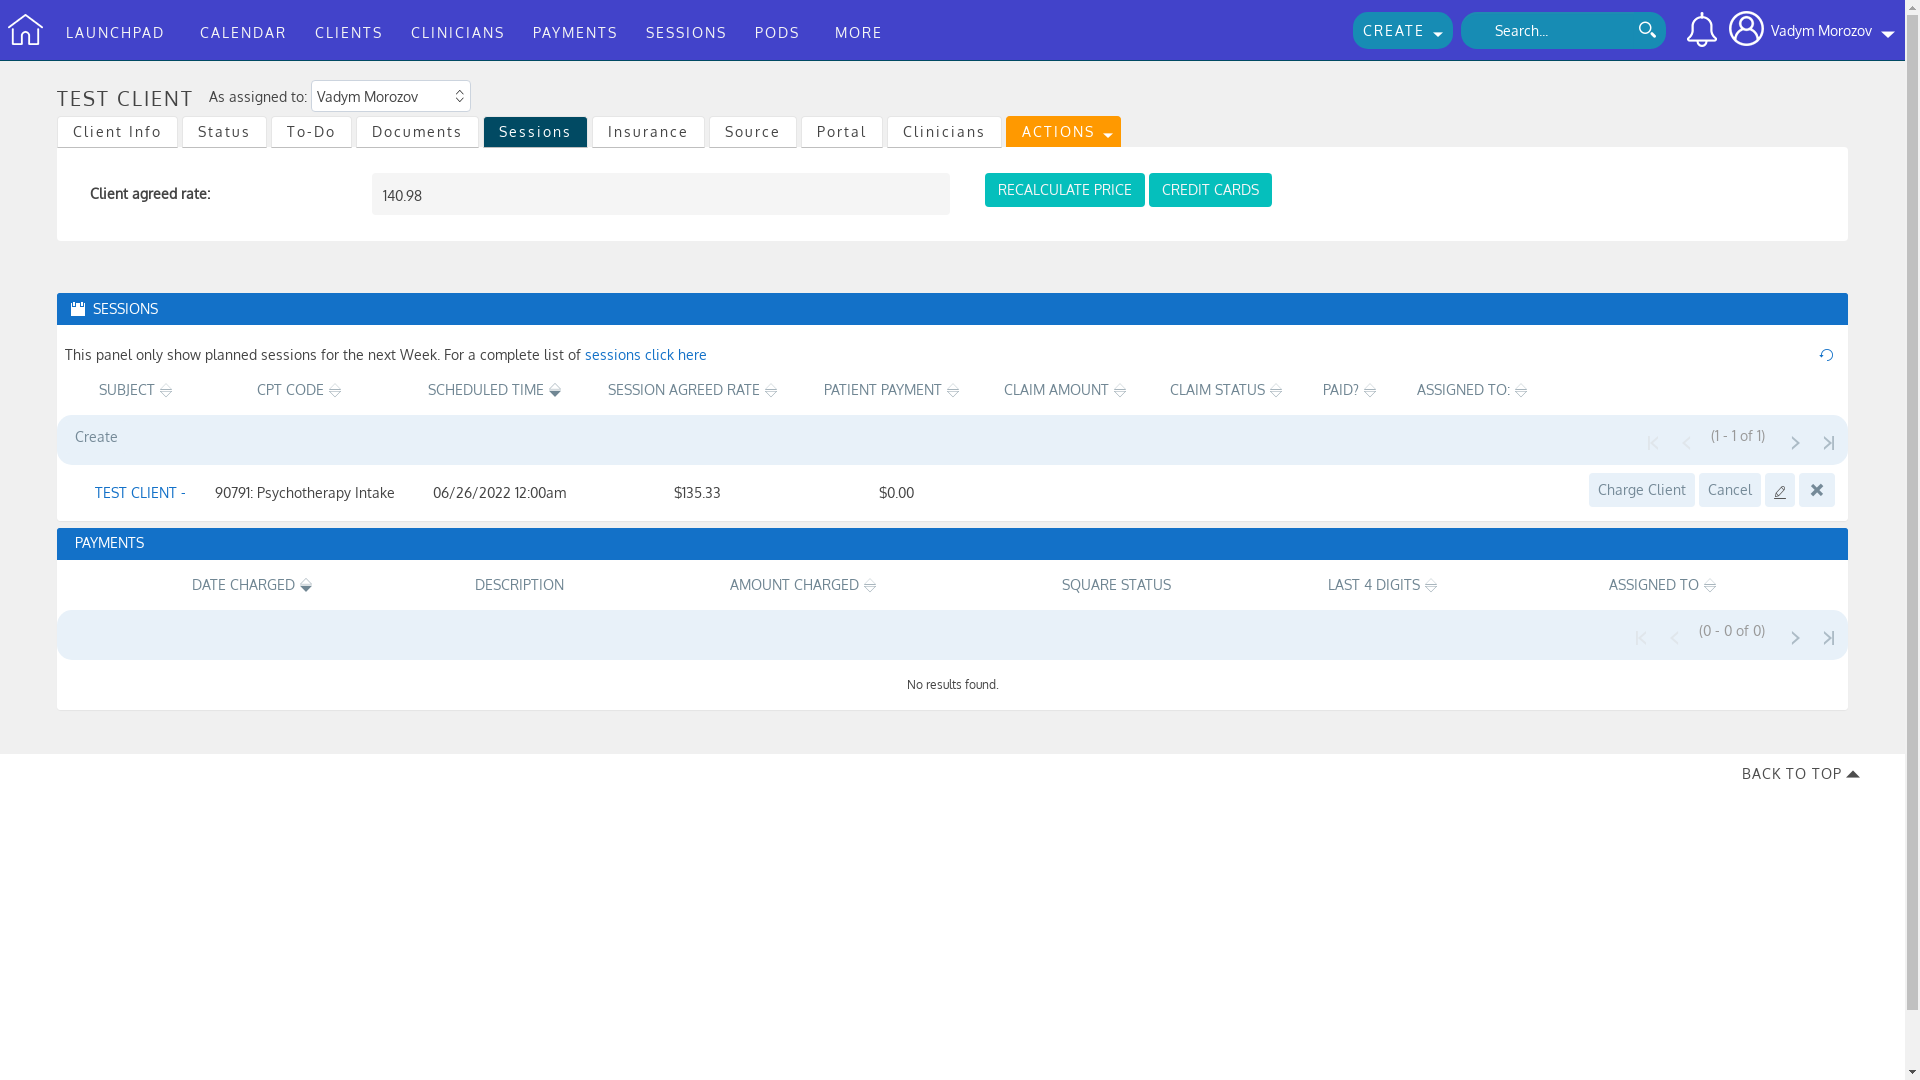 LAUNCHPAD CALENDAR CLIENTS CLINICIANS PAYMENTS SESSIONS PODS MORE CREATE Search... Vadym Morozov
TEST CLIENT As assigned to: Vadym Morozov
Client Info Status To-Do Documents Sessions Insurance Source Portal Clinicians ACTIONS
Client agreed rate: 140.98 RECALCULATE PRICE CREDIT CARDS
SESSIONS
This panel only show planned sessions for the next Week. For a complete list of sessions click here
SUBJECT CPT CODE SCHEDULED TIME SESSION AGREED RATE PATIENT PAYMENT CLAIM AMOUNT CLAIM STATUS PAID? ASSIGNED TO:
Create (1 - 1 of 1)
TEST CLIENT - 90791: Psychotherapy Intake 06/26/2022 12:00am $135.33 $0.00 Charge Client Cancel
PAYMENTS
DATE CHARGED DESCRIPTION AMOUNT CHARGED SQUARE STATUS LAST 4 DIGITS ASSIGNED TO
(0 - 0 of 0)
No results found.
BACK TO TOP